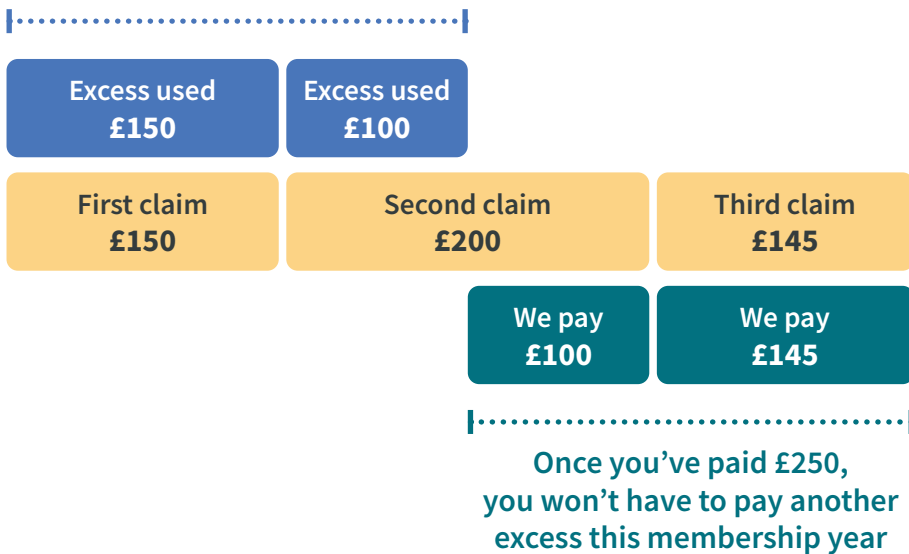 Excess used
£150
Excess used
£100
First claim
£150
Second claim
£200
Third claim
£145
We pay
£100
We pay
£145
Once you’ve paid £250,
you won’t have to pay another
excess this membership year